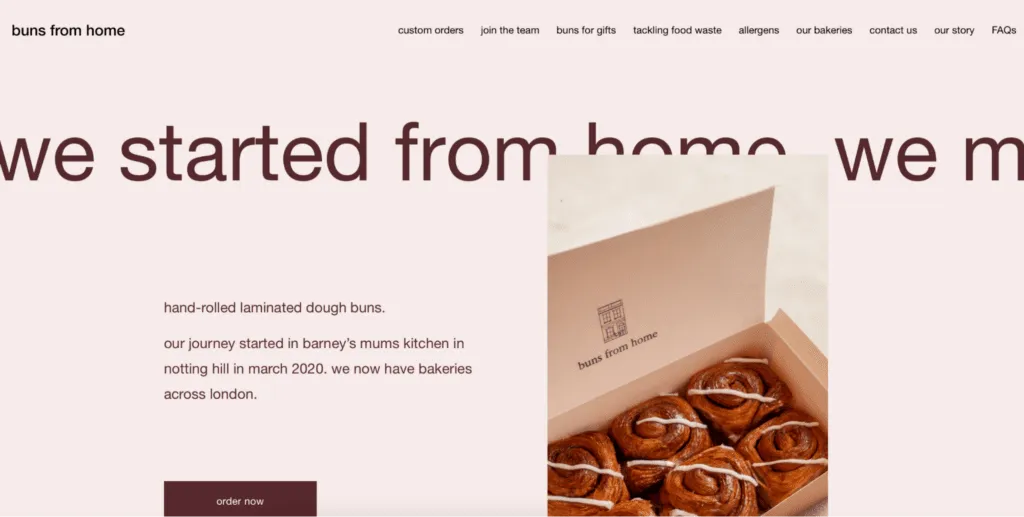 buns from home
custom orders
join the team
buns for gifts
tackling food waste
allergens
our bakeries
contact us
our story
FAQs
we started from home we m
hand-rolled laminated dough buns.
our journey started in barney's mums kitchen in
notting hill in march 2020. we now have bakeries
across london.
order now
buns from home